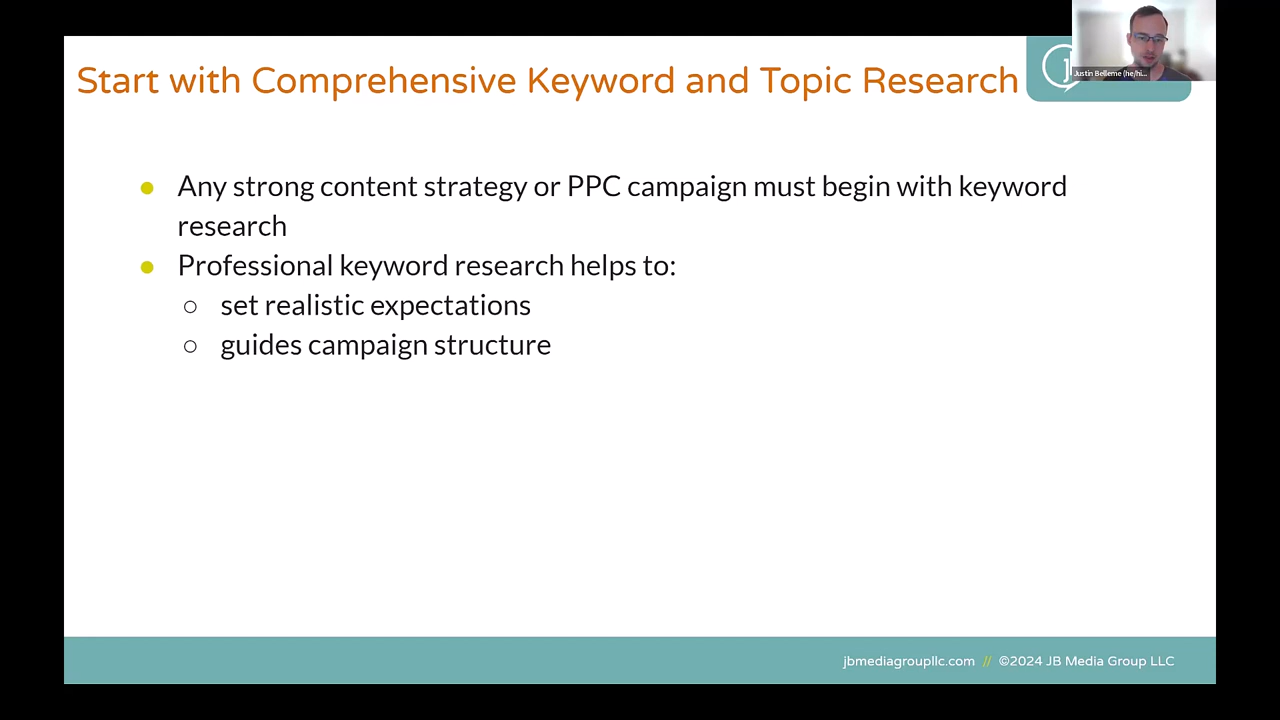 Start with Comprehensive Keyword and Topic Research
Justin Belleme (he/hi...
● Any strong content strategy or PPC campaign must begin with keyword
research
● Professional keyword research helps to:
○ set realistic expectations
○ guides campaign structure
jbmediagroupllc.com // ©2024 JB Media Group LLC